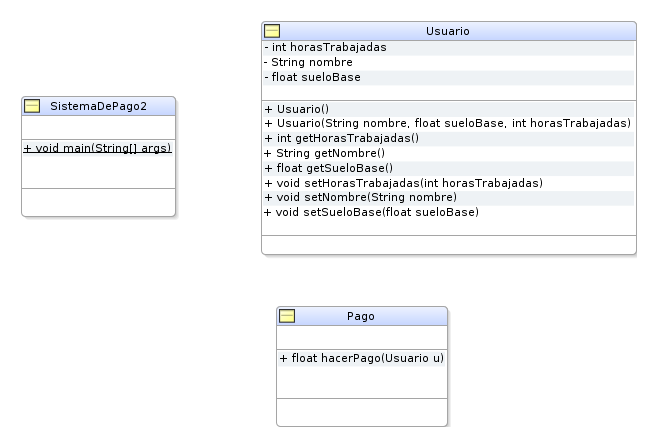 SistemaDePago2
+ void main(String[] args)
Usuario
- int horasTrabajadas
- String nombre
- float sueloBase
+ Usuario()
+ Usuario(String nombre, float sueloBase, int horasTrabajadas)
+ int getHorasTrabajadas()
+ String getNombre()
+ float getSueloBase()
+ void setHorasTrabajadas(int horasTrabajadas)
+ void setNombre(String nombre)
+ void setSueloBase(float sueloBase)
Pago
+ float hacerPago(Usuario u)